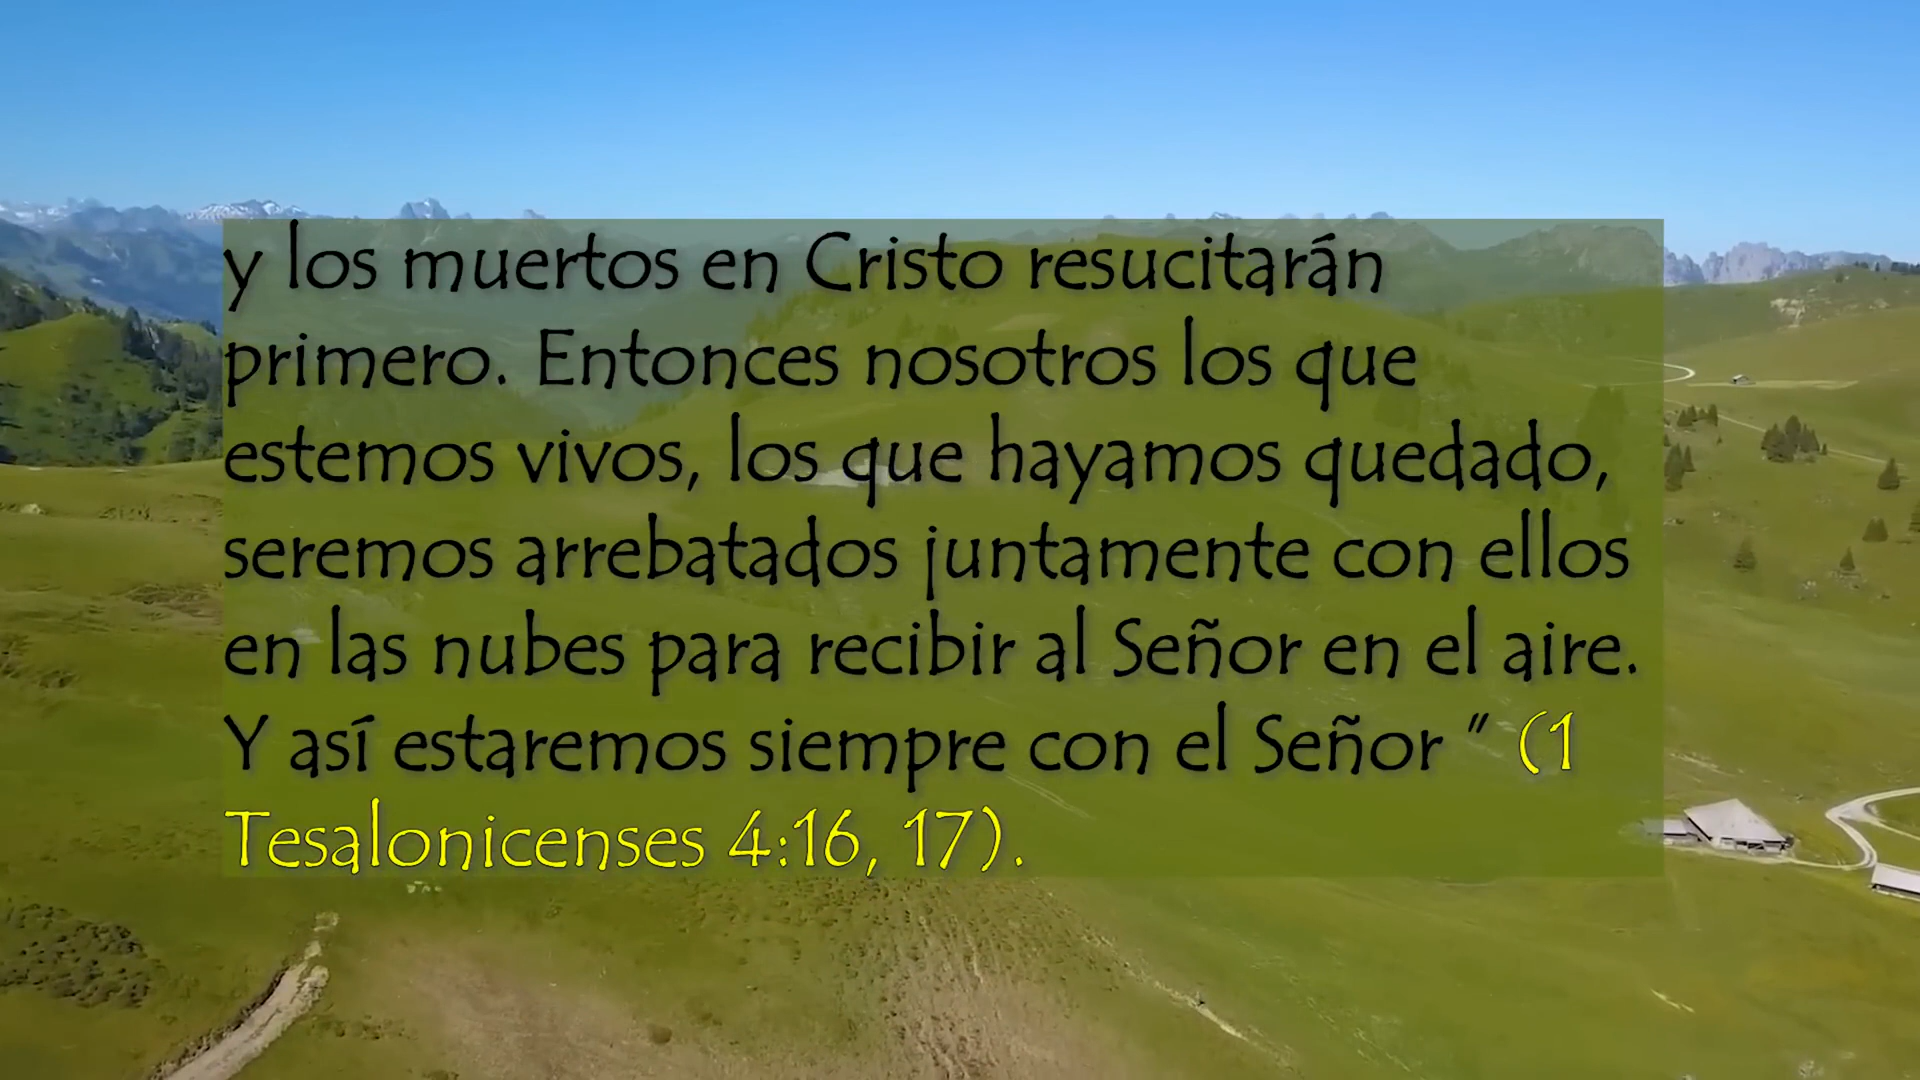 y los muertos en Cristo resucitarán
primero. Entonces nosotros los que
estemos vivos, los que hayamos quedado,
seremos arrebatados juntamente con ellos
en las nubes para recibir al Señor en el aire.
Y así estaremos siempre con el Señor " (1
Tesalonicenses 4:16, 17).